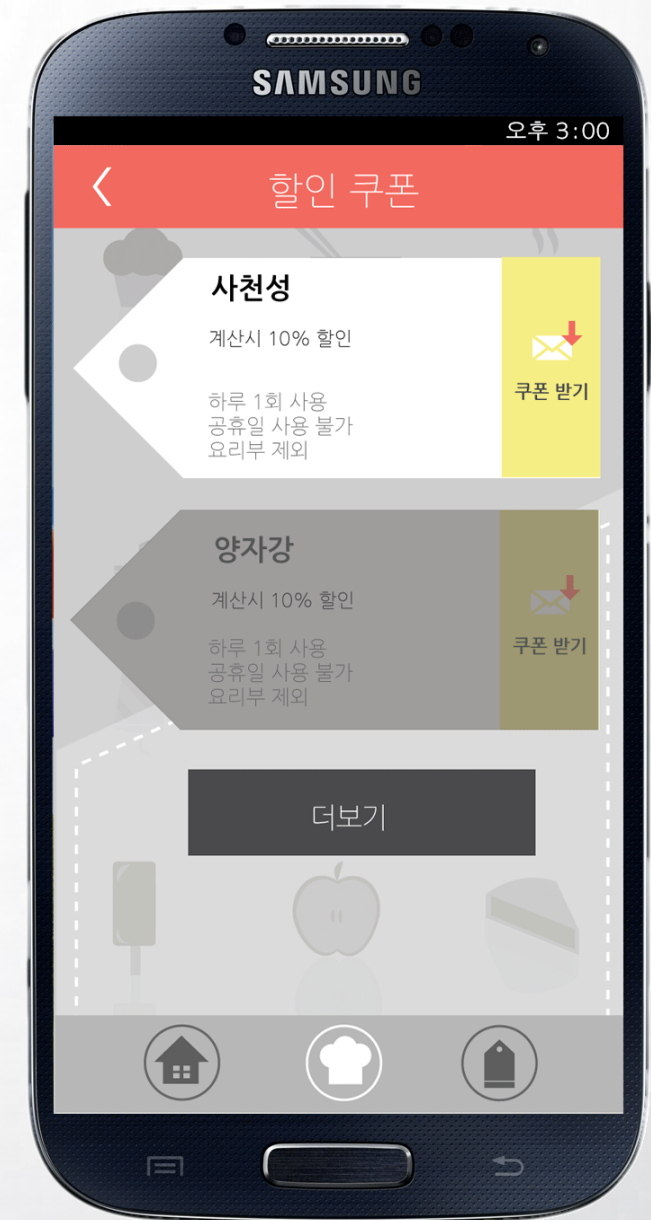 SAMSUNG
오후 3:00
할인 쿠폰
사천성
계산시 10% 할인
하루 1회 사용
공휴일 사용 불가
요리부 제외
쿠폰 받기
양자강
계산시 10% 할인
하루 1회 사용
공휴일 사용 불가
요리부 제외
쿠폰 받기
더보기